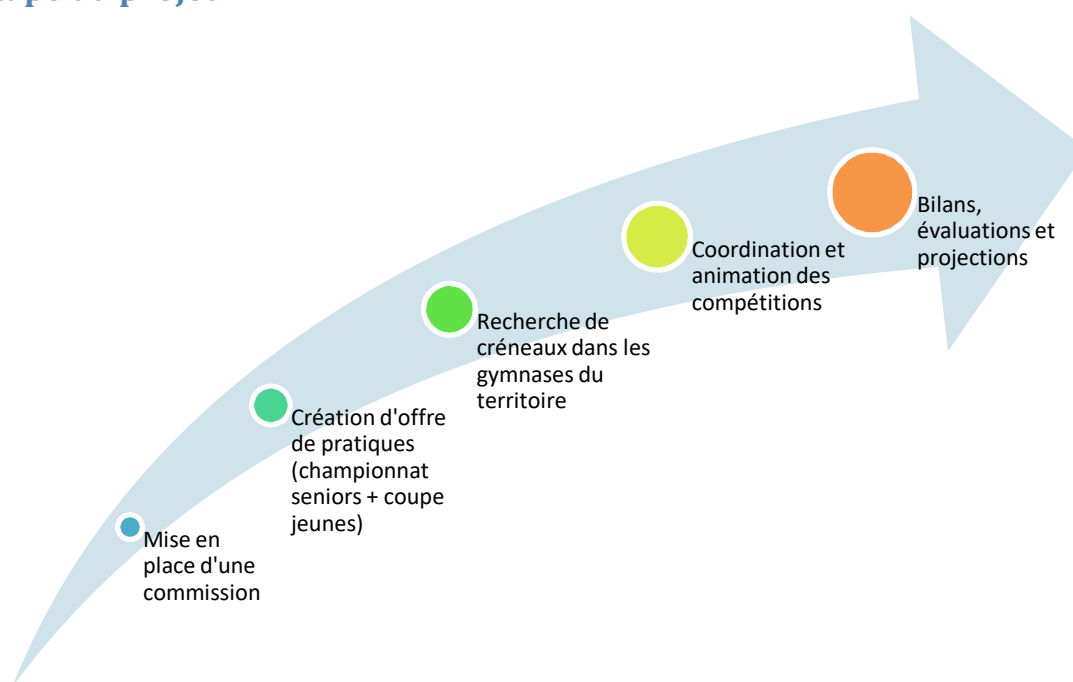 Mise en
place d'une
commission
Création d'offre
de pratiques
(championnat
seniors + coupe
jeunes)
Recherche de
créneaux dans les
gymnases du
territoire
Coordination et
animation des
compétitions
Bilans,
évaluations et
projections